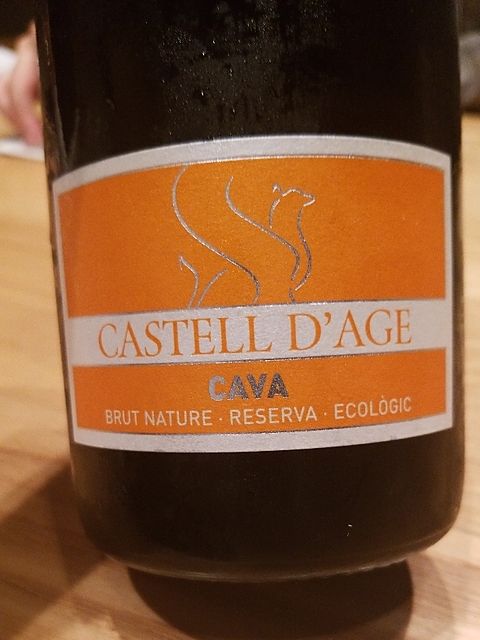 CASTELL D'AGE
CAVA
BRUT NATURE · RESERVA · ECOLÒGIC